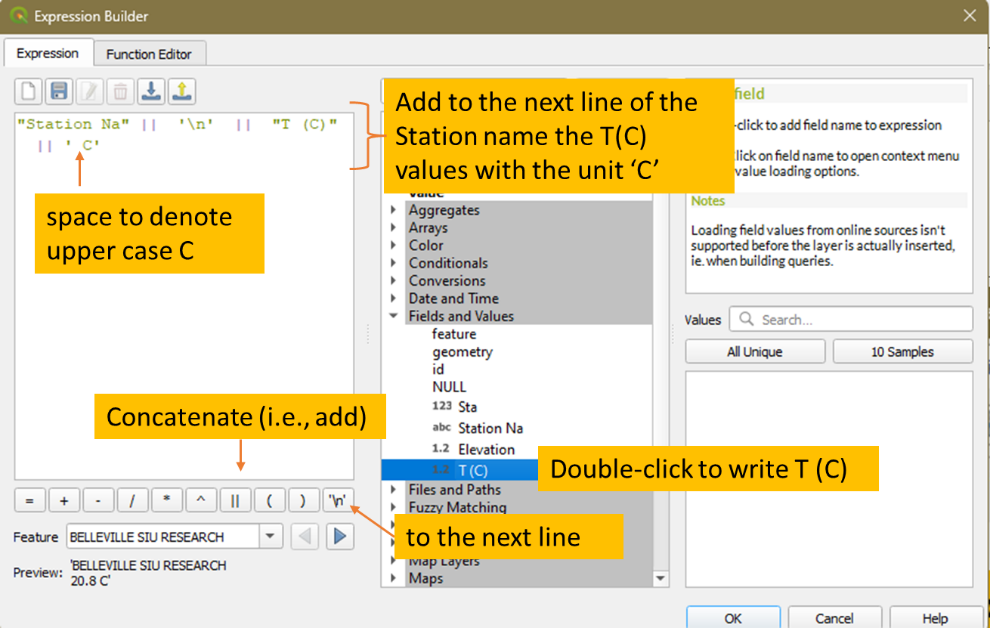 Expression Builder
Expression
Function Editor
"Station Na" || '\n' || "T (C)"
|| ' C'
Add to the next line of the
Station name the T(C)
values with the unit ‘C’
space to denote
upper case C
Aggregates
Arrays
Color
Conditionals
Conversions
Date and Time
Fields and Values
feature
geometry
id
NULL
123 Sta
abc Station Na
1.2 Elevation
1.2 T (C)
Files and Paths
Fuzzy Matching
Map Layers
Maps
Double-click to write T (C)
Concatenate (i.e., add)
= + - / * ^ || ( ) '\n'
to the next line
Feature BELLEVILLE SIU RESEARCH
Preview: 'BELLEVILLE SIU RESEARCH
20.8 C'
field
-click to add field name to expression
click on field name to open context menu
value loading options.
Notes
Loading field values from online sources isn't
supported before the layer is actually inserted,
ie. when building queries.
Values Search...
All Unique
10 Samples
OK
Cancel
Help